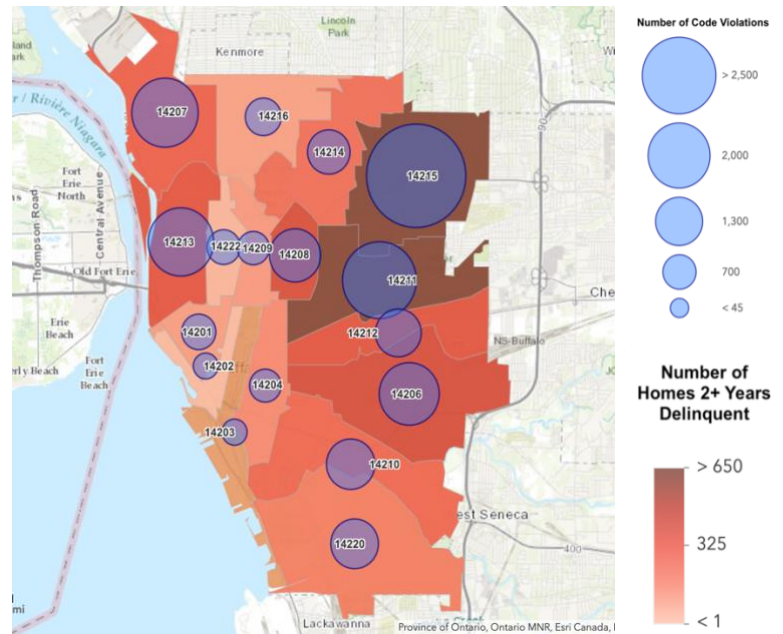 Lincoln
Park
Kenmore
14207
14216
14214
14215
Fort
Erie
North
Thompson Road
Central Avenue
14213
14222
14209
14208
14211
Old Fort Erie
Erie
Beach
Fort
Erie
Beach
14201
14202
14212
NS-Buffalo
14204
14206
14203
14210
14220
400
90
Lackawanna
Province of Ontario, Ontario MNR, Esri Canada,
Number of Code Violations
> 2,500
2,000
1,300
700
< 45
Number of
Homes 2+ Years
Delinquent
> 650
325
< 1